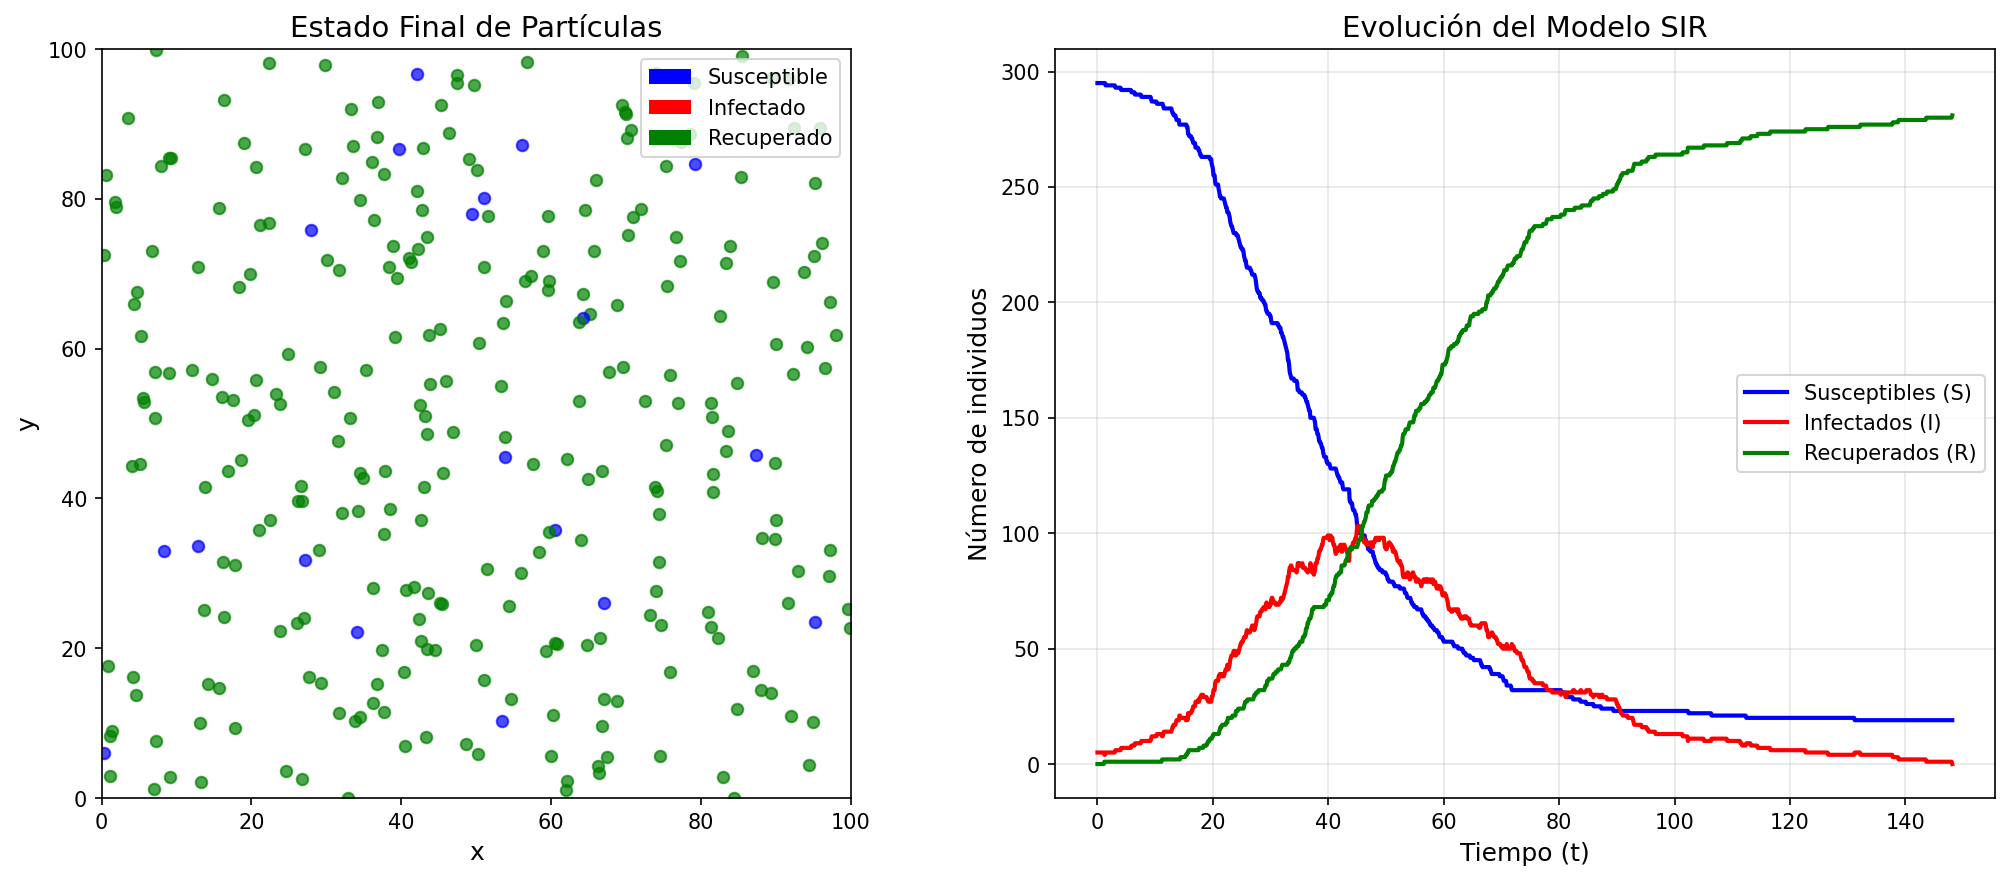 Estado Final de Partículas
100
80
60
40
20
0
0 20 40 60 80 100
y
x
Susceptible
Infectado
Recuperado
Evolución del Modelo SIR
300
250
200
150
100
50
0
0 20 40 60 80 100 120 140
Número de individuos
Tiempo (t)
Susceptibles (S)
Infectados (I)
Recuperados (R)